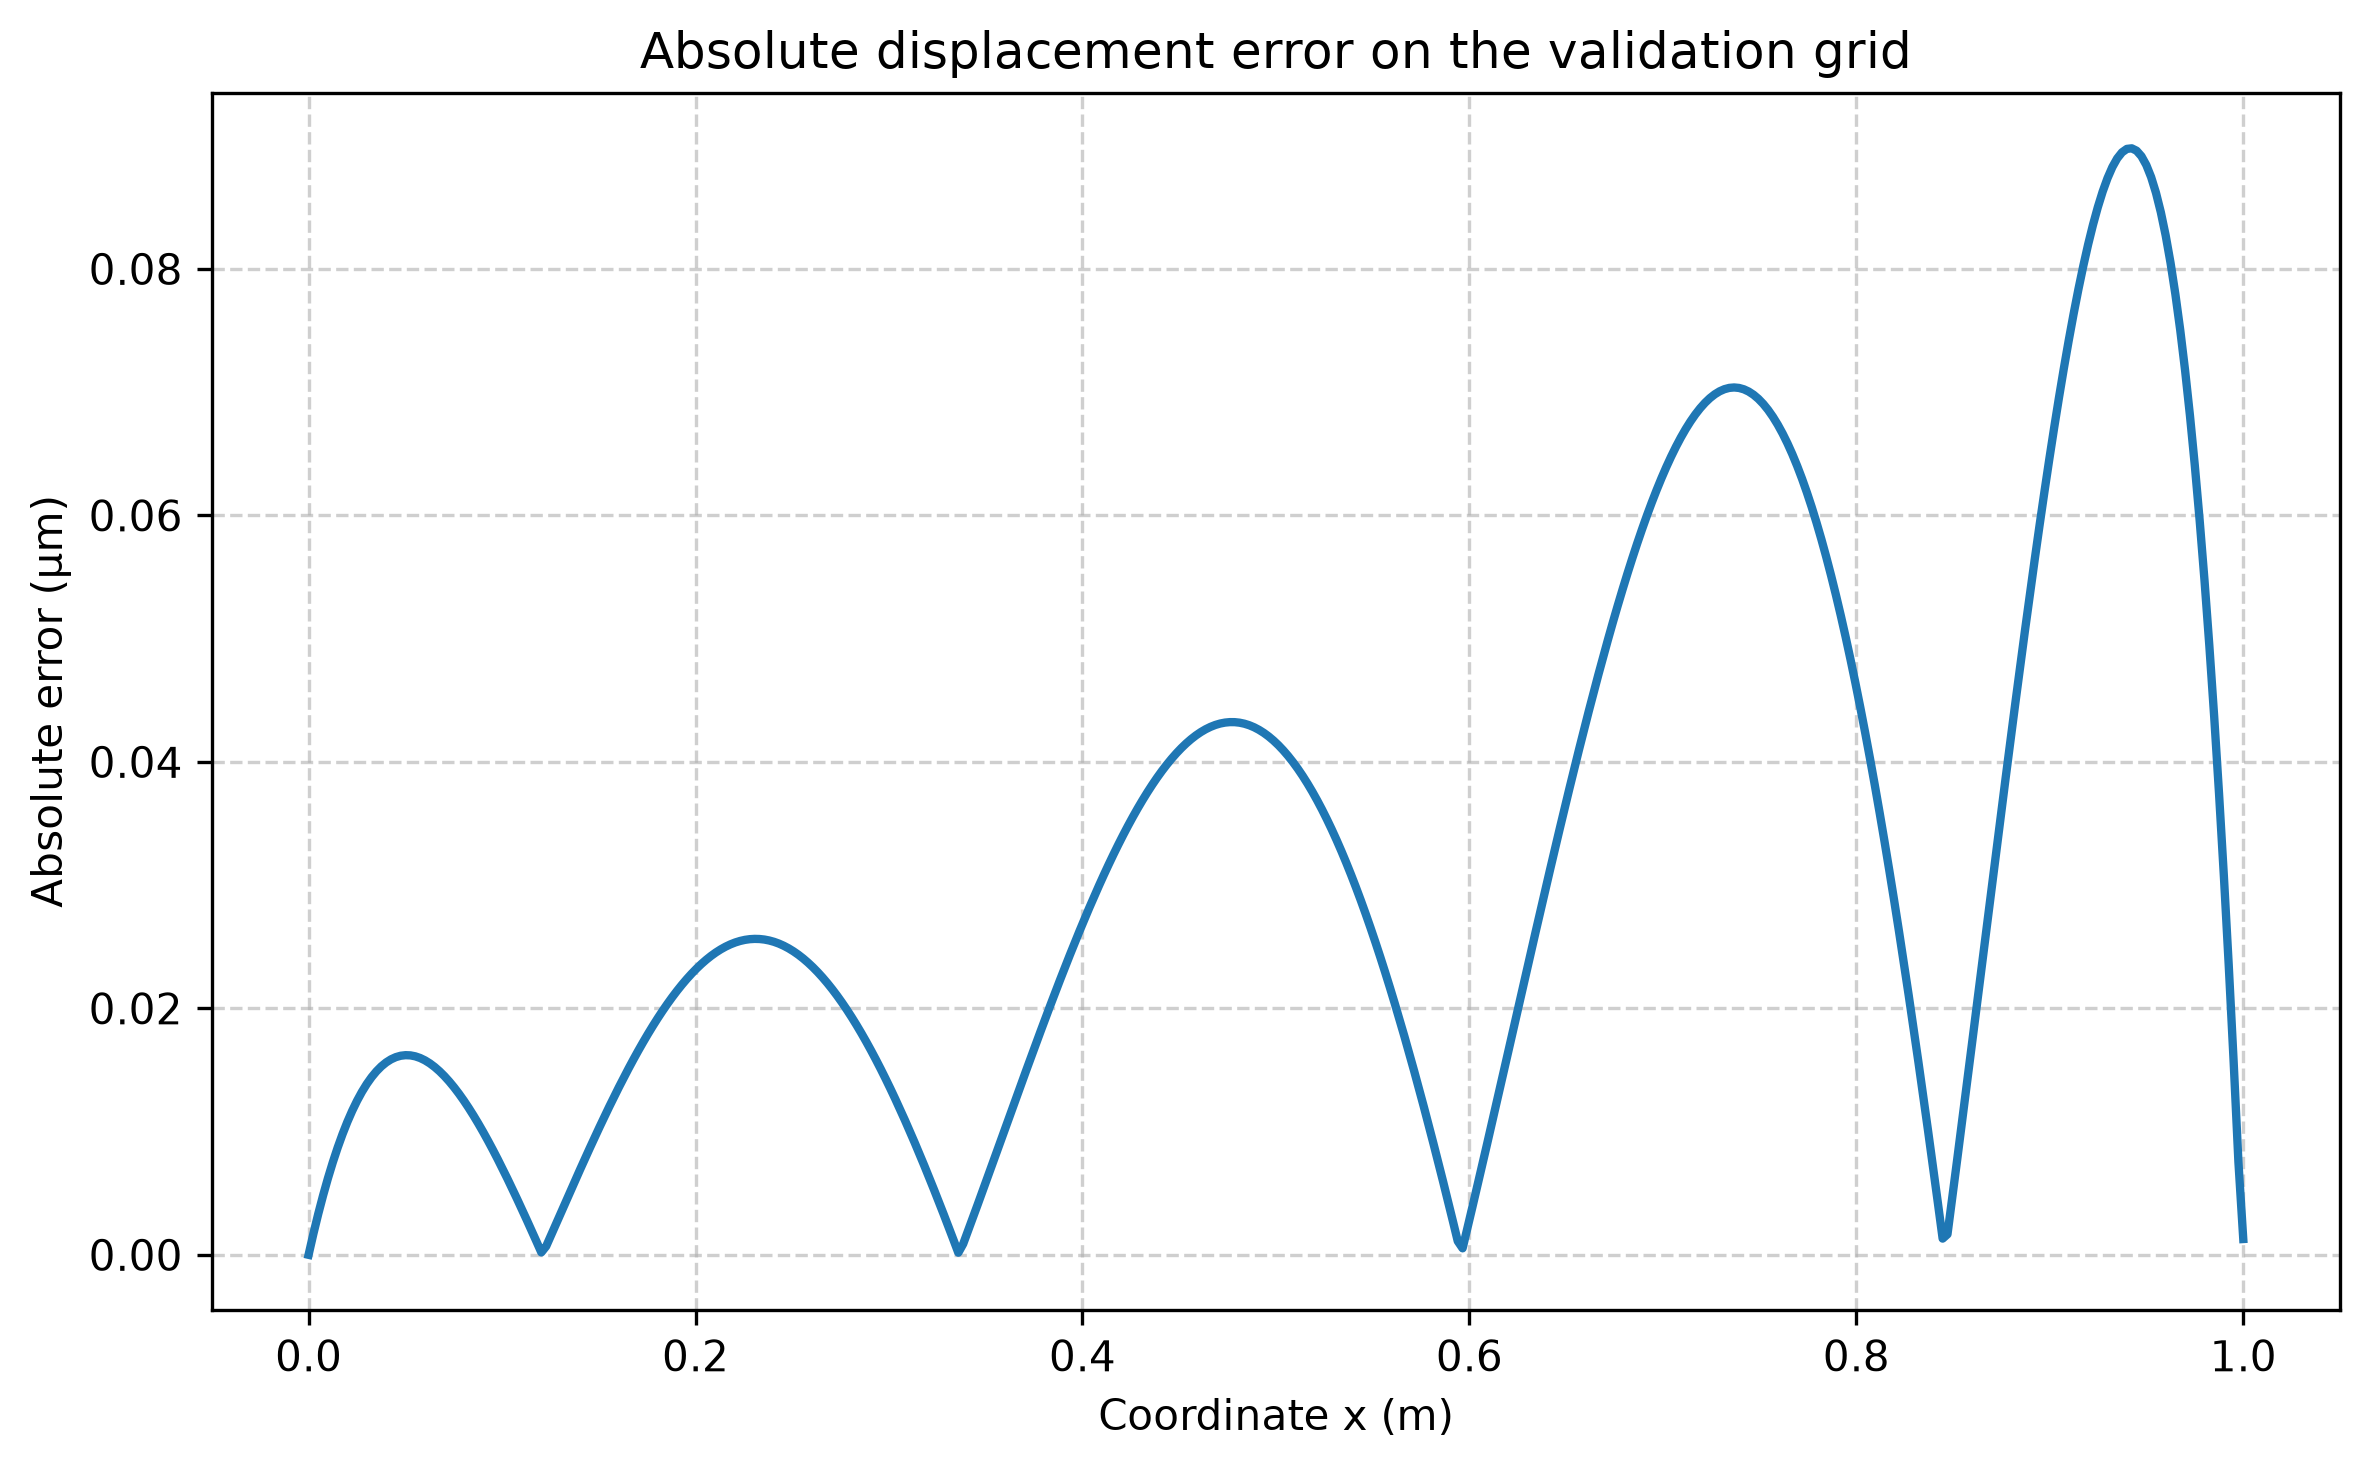 Absolute displacement error on the validation grid
Absolute error (µm)
0.08
0.06
0.04
0.02
0.00
0.0 0.2 0.4 0.6 0.8 1.0
Coordinate x (m)